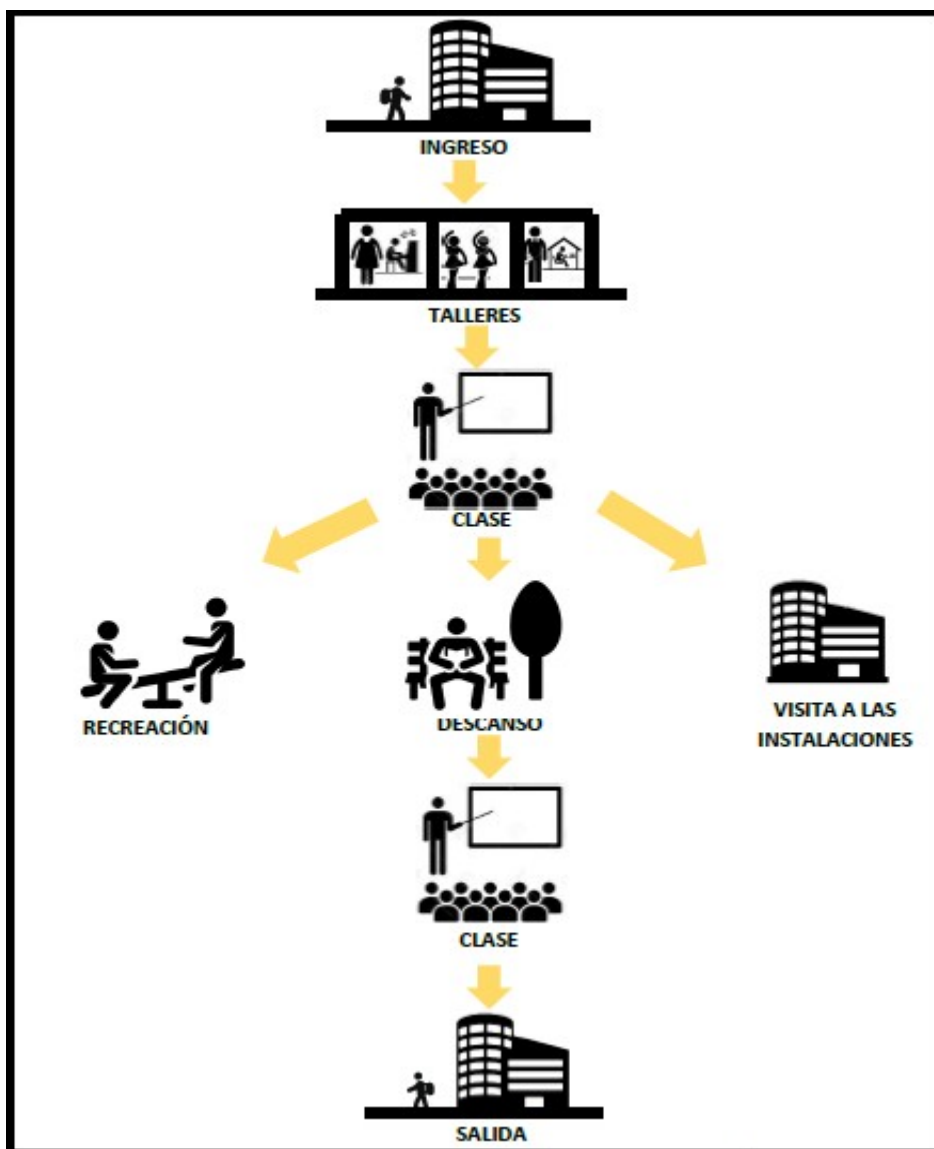 INGRESO
TALLERES
CLASE
RECREACIÓN
DESCANSO
VISITA A LAS
INSTALACIONES
CLASE
SALIDA